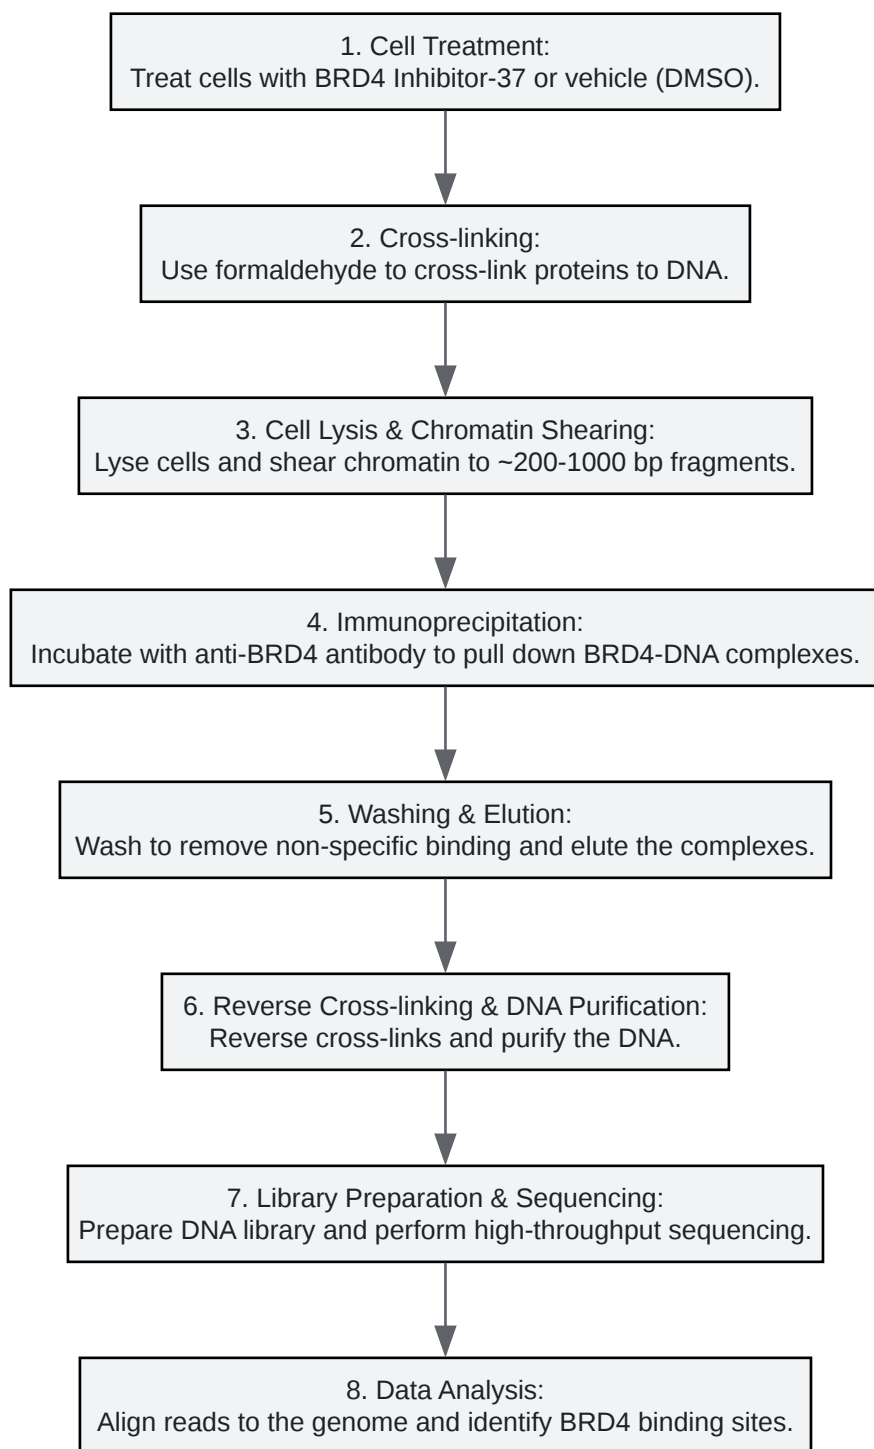 1. Cell Treatment:
Treat cells with BRD4 Inhibitor-37 or vehicle (DMSO).
2. Cross-linking:
Use formaldehyde to cross-link proteins to DNA.
3. Cell Lysis & Chromatin Shearing:
Lyse cells and shear chromatin to ~200-1000 bp fragments.
4. Immunoprecipitation:
Incubate with anti-BRD4 antibody to pull down BRD4-DNA complexes.
5. Washing & Elution:
Wash to remove non-specific binding and elute the complexes.
6. Reverse Cross-linking & DNA Purification:
Reverse cross-links and purify the DNA.
7. Library Preparation & Sequencing:
Prepare DNA library and perform high-throughput sequencing.
8. Data Analysis:
Align reads to the genome and identify BRD4 binding sites.